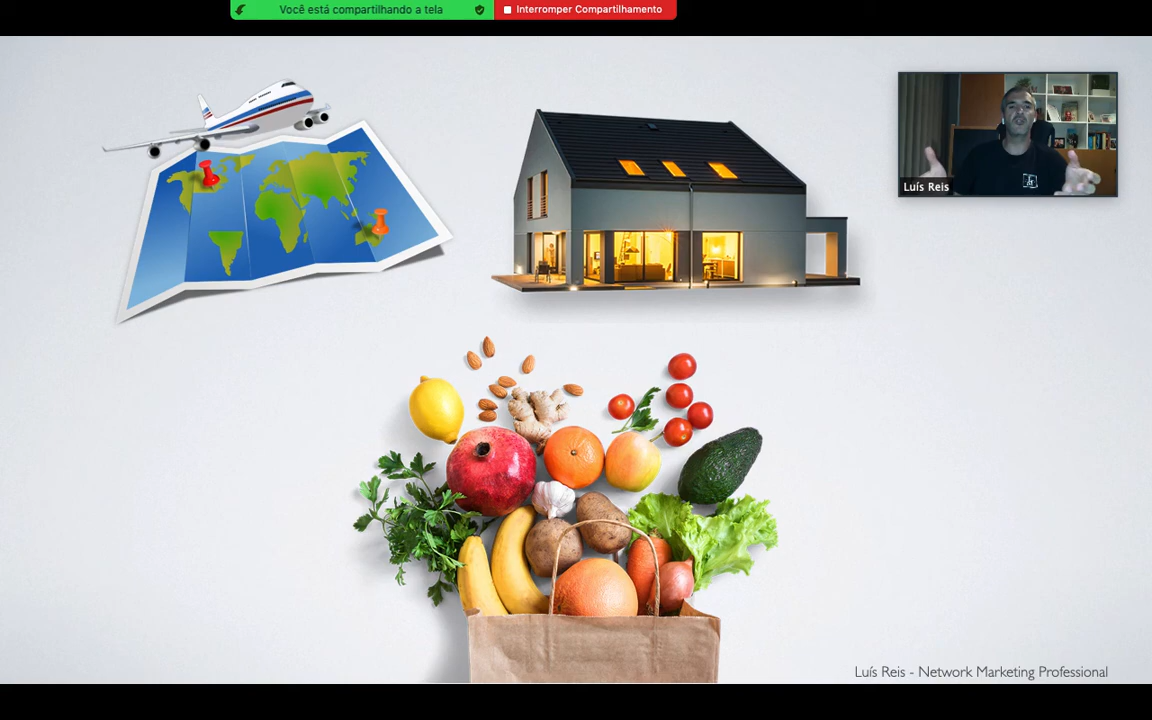 Você está compartilhando a tela
Interromper Compartilhamento
Luís Reis
Luís Reis - Network Marketing Professional